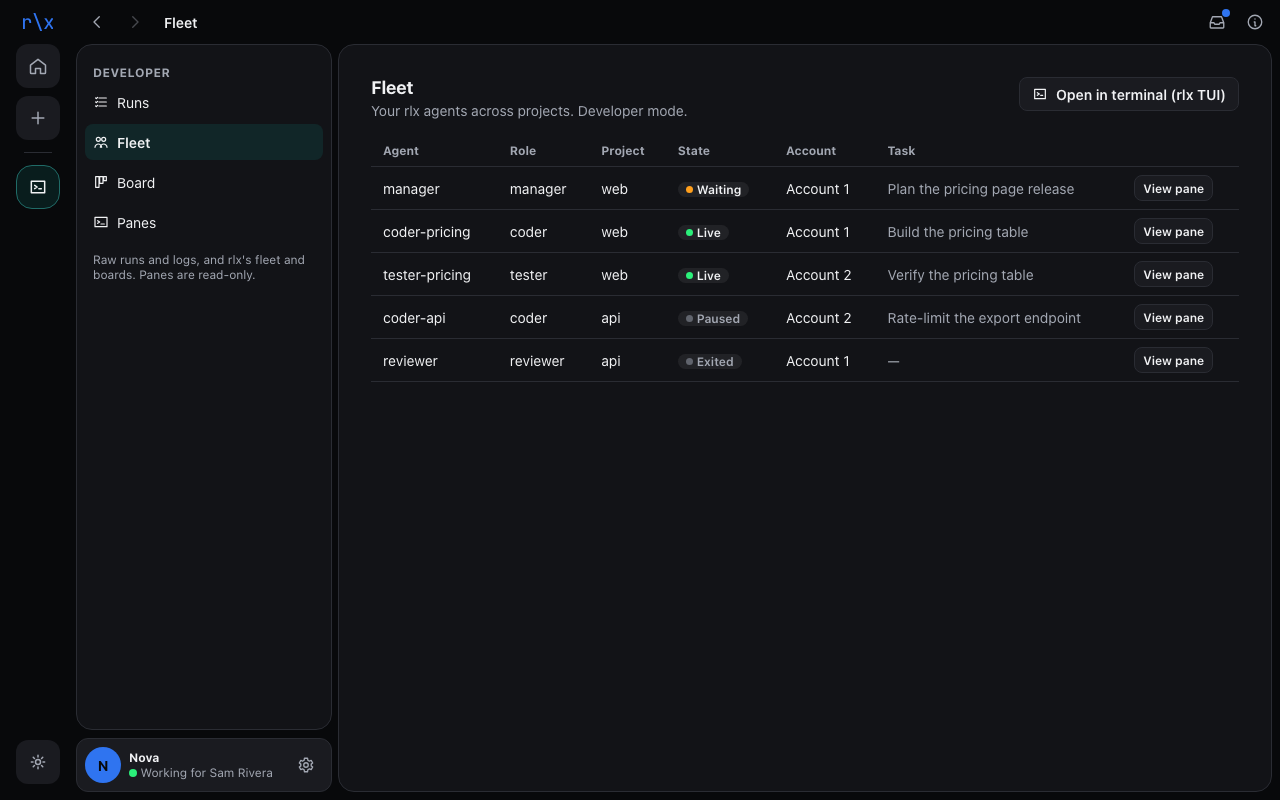 r\x
Fleet
DEVELOPER
Runs
Fleet
Board
Panes
Raw runs and logs, and rlx's fleet and
boards. Panes are read-only.
N
Nova
Working for Sam Rivera
Fleet
Your rlx agents across projects. Developer mode.
Open in terminal (rlx TUI)
Agent Role Project State Account Task
manager manager web Waiting Account 1 Plan the pricing page release View pane
coder-pricing coder web Live Account 1 Build the pricing table View pane
tester-pricing tester web Live Account 2 Verify the pricing table View pane
coder-api coder api Paused Account 2 Rate-limit the export endpoint View pane
reviewer reviewer api Exited Account 1 — View pane